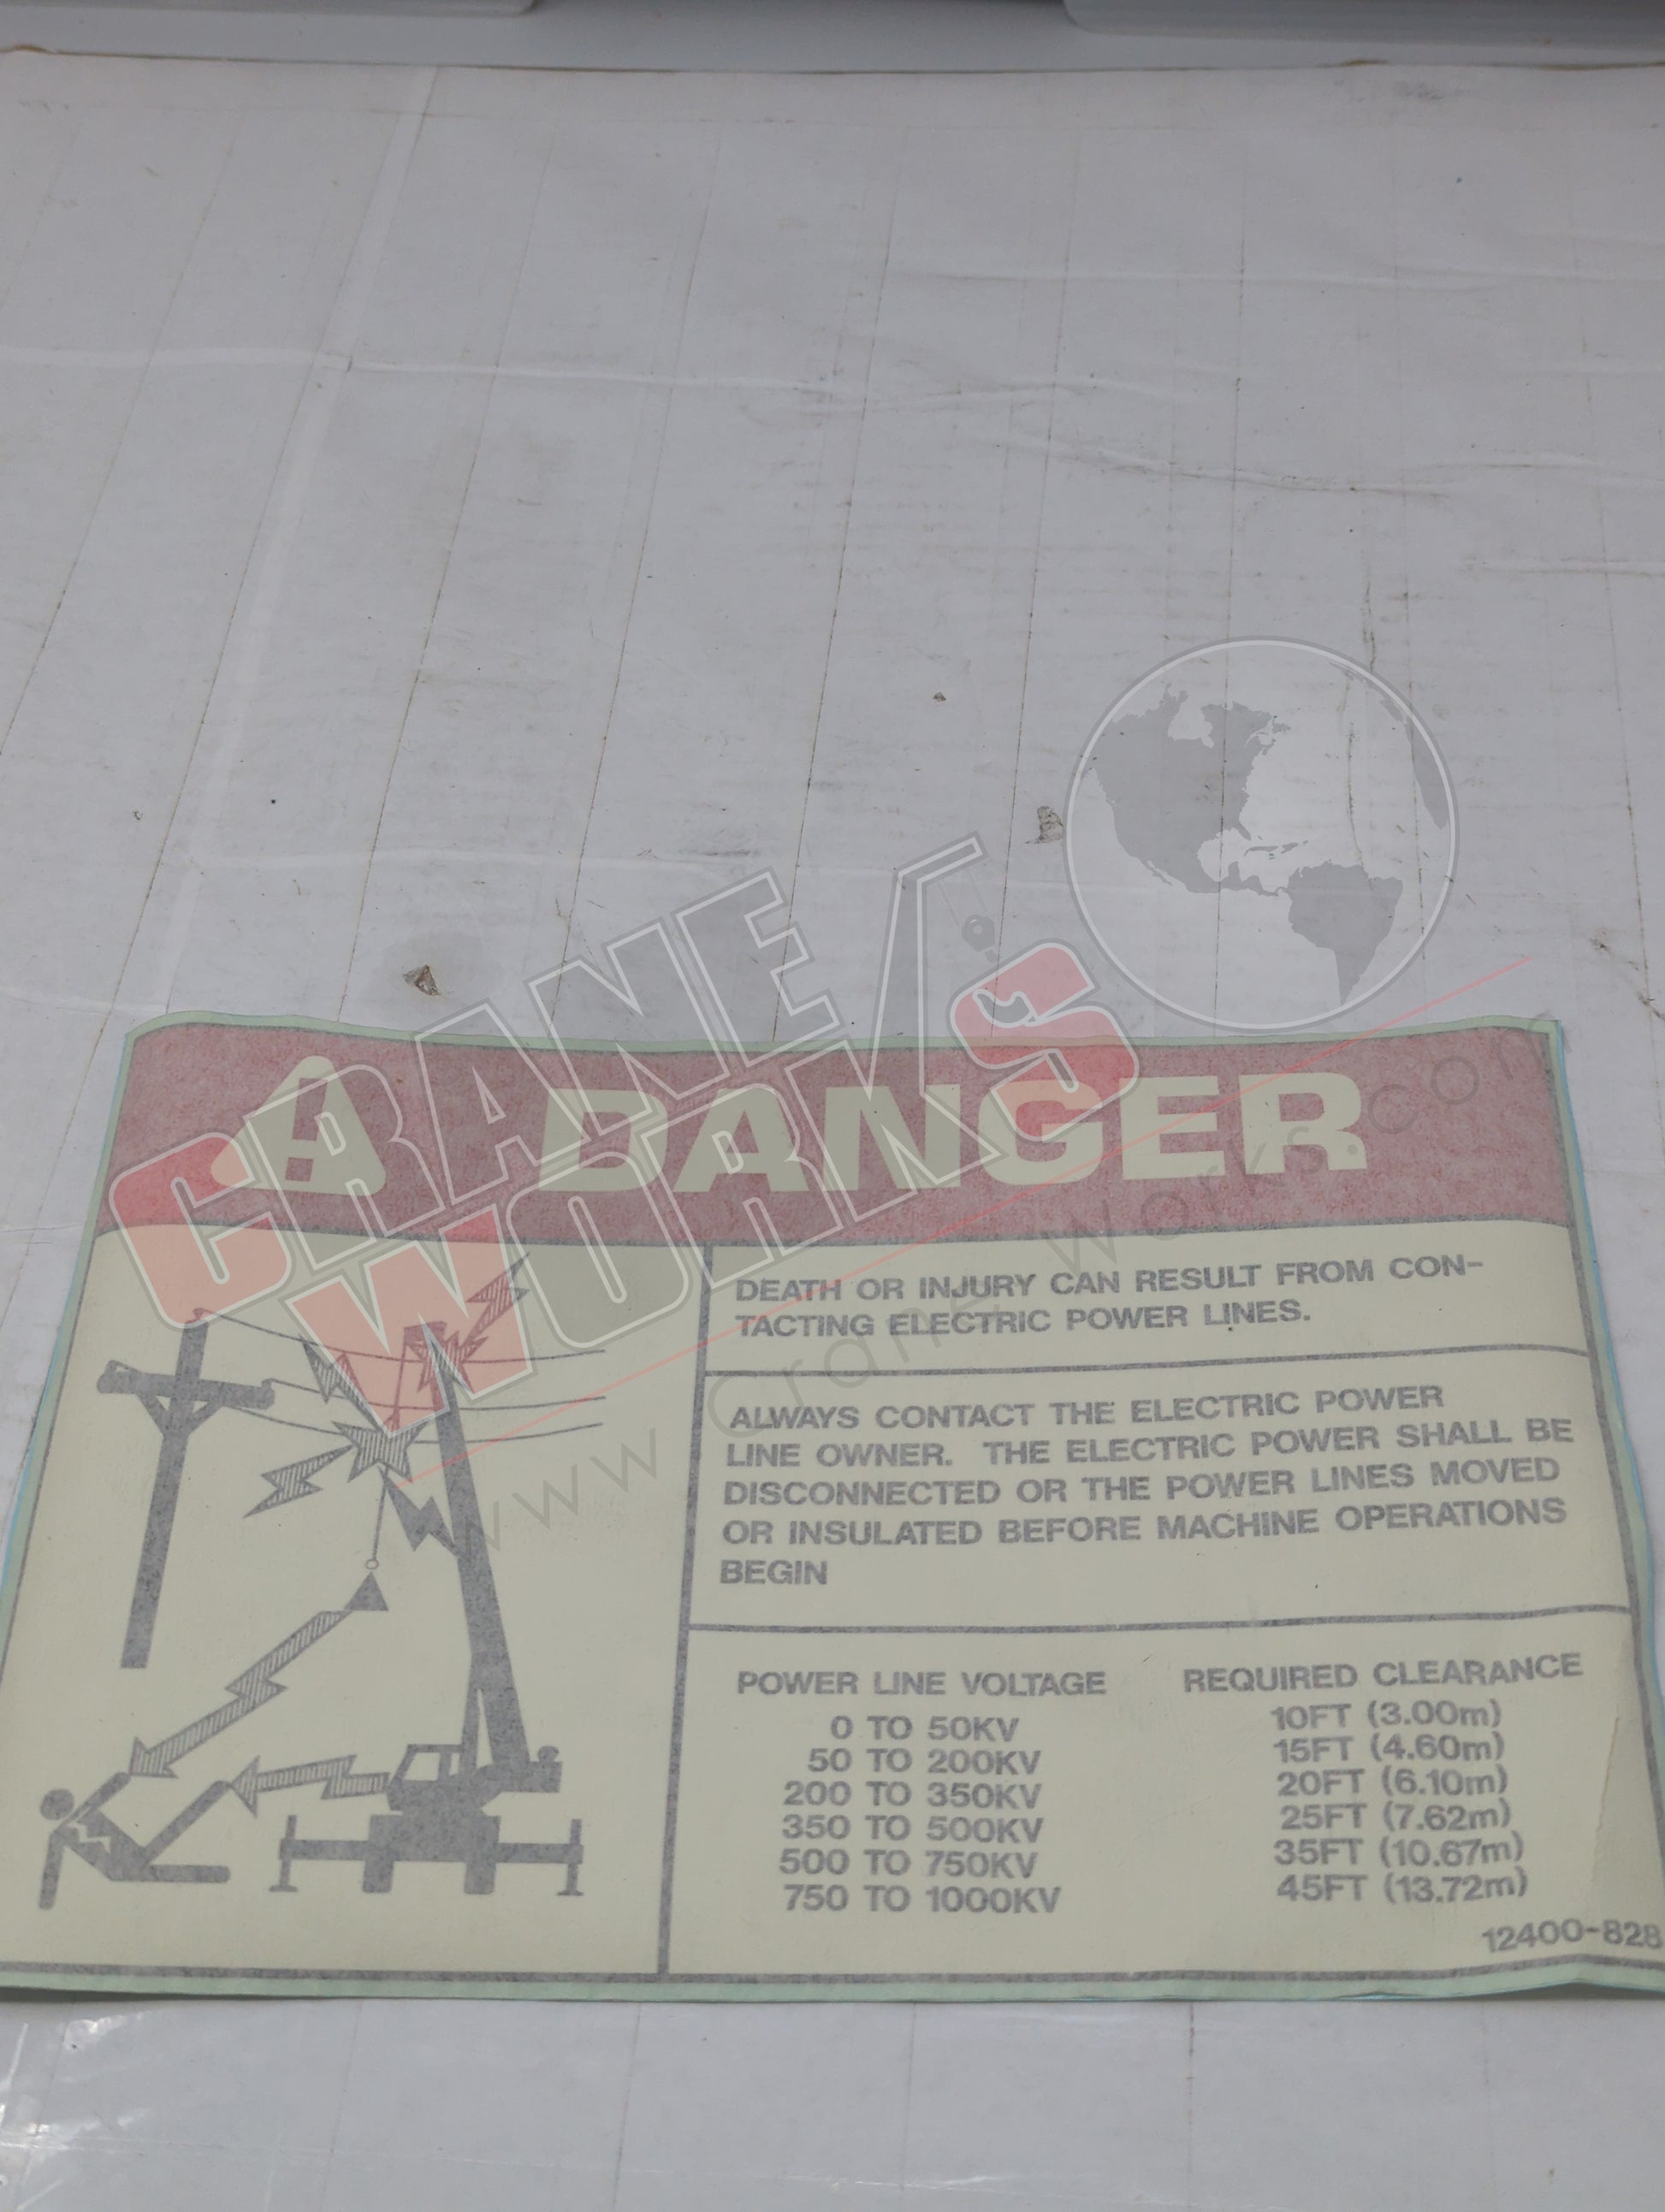 CRANE
WORKS
www.craneworks.com
DANGER
DEATH OR INJURY CAN RESULT FROM CON-
TACTING ELECTRIC POWER LINES.
ALWAYS CONTACT THE ELECTRIC POWER
LINE OWNER. THE ELECTRIC POWER SHALL BE
DISCONNECTED OR THE POWER LINES MOVED
OR INSULATED BEFORE MACHINE OPERATIONS
BEGIN
POWER LINE VOLTAGE REQUIRED CLEARANCE
0 TO 50KV 10FT (3.00m)
50 TO 200KV 15FT (4.60m)
200 TO 350KV 20FT (6.10m)
350 TO 500KV 25FT (7.62m)
500 TO 750KV 35FT (10.67m)
750 TO 1000KV 45FT (13.72m)
12400-828